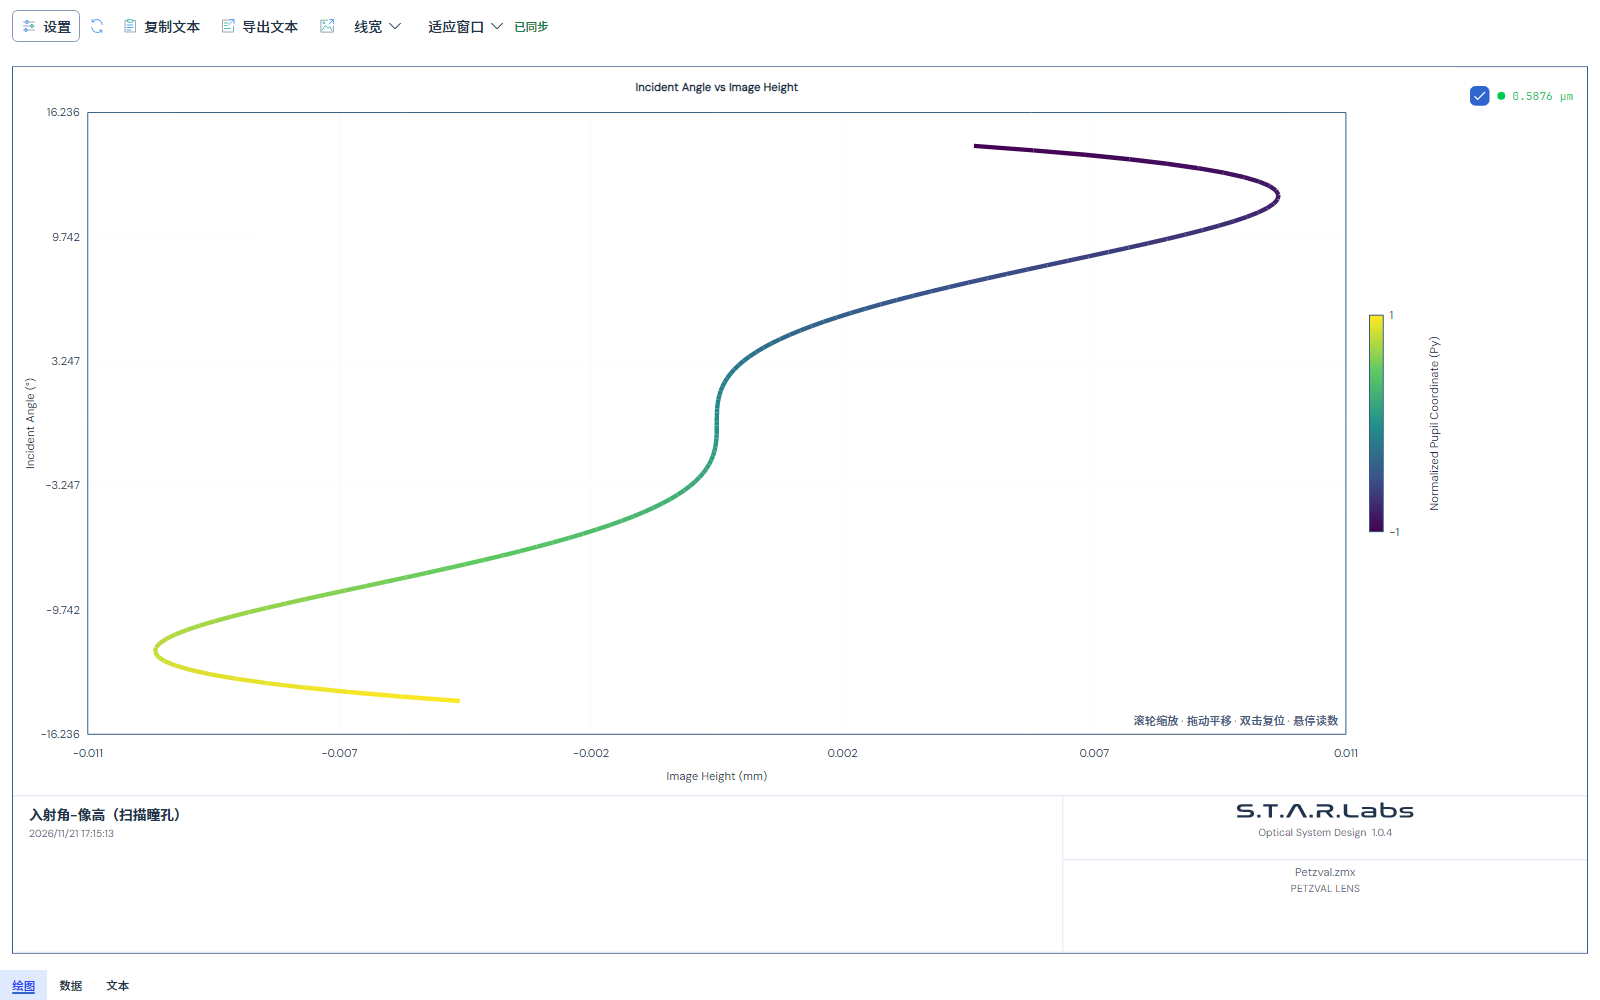 设置 复制文本 导出文本 线宽 适应窗口 已同步
Incident Angle vs Image Height
0.5876 µm
16.236
9.742
3.247
-3.247
-9.742
-16.236
Incident Angle (°)
-0.011 -0.007 -0.002 0.002 0.007 0.011
Image Height (mm)
滚轮缩放 · 拖动平移 · 双击复位 · 悬停读数
1
-1
Normalized Pupil Coordinate (Py)
入射角-像高（扫描瞳孔）
2026/11/21 17:15:13
S.T.A.R.Labs
Optical System Design 1.0.4
Petzval.zmx
PETZVAL LENS
绘图 数据 文本